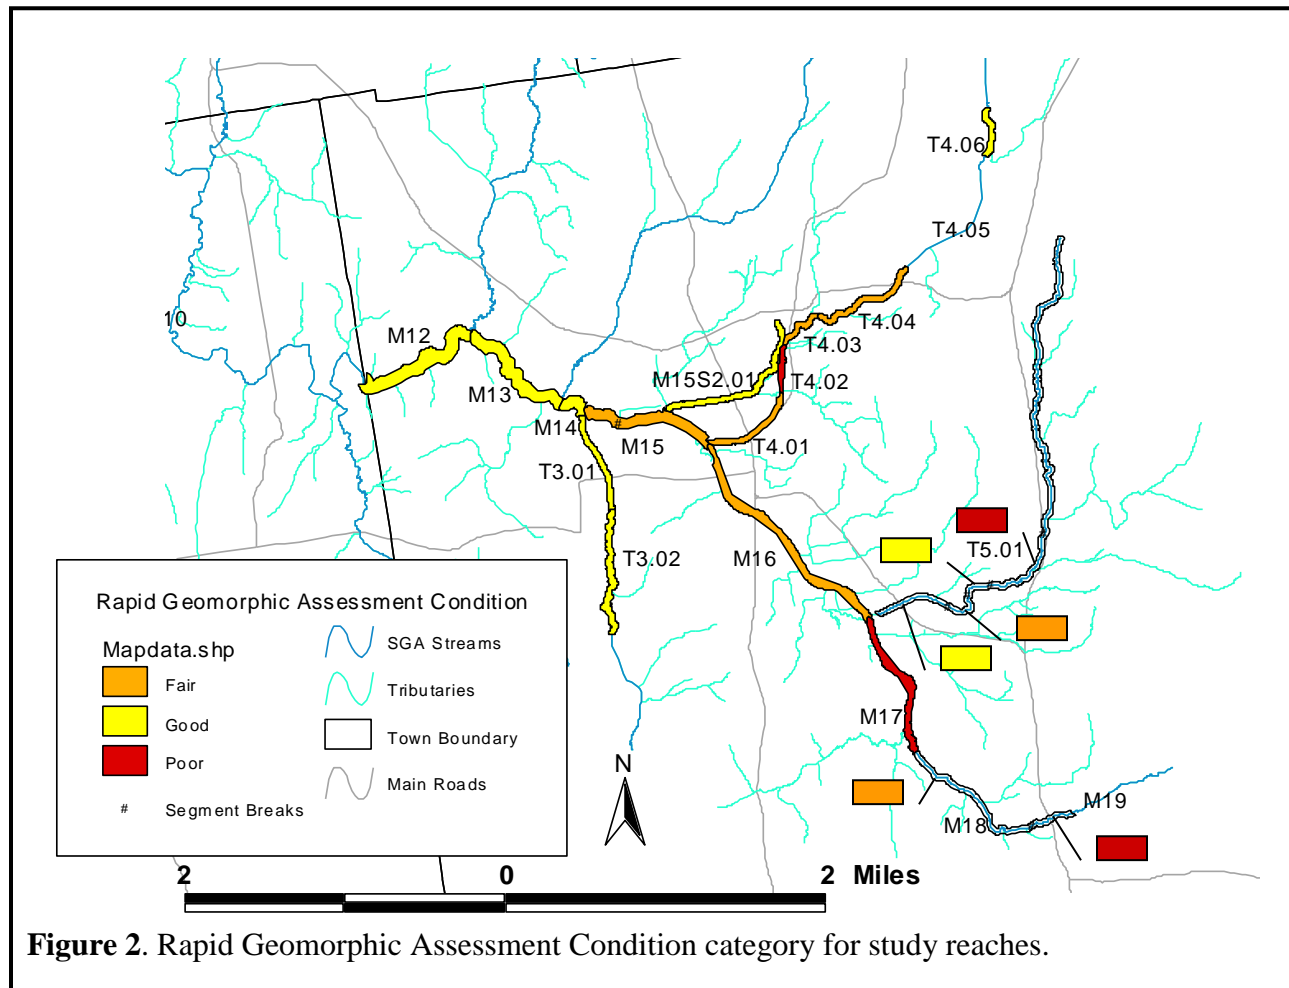 T4.06
T4.05
10
M12
T4.04
T4.03
M13
M15S2.01
T4.02
M14
M15
T4.01
T3.01
T5.01
T3.02
M16
M17
M18
M19
Rapid Geomorphic Assessment Condition
Mapdata.shp
Fair
Good
Poor
# Segment Breaks
SGA Streams
Tributaries
Town Boundary
Main Roads
N
2 0 2 Miles
Figure 2. Rapid Geomorphic Assessment Condition category for study reaches.